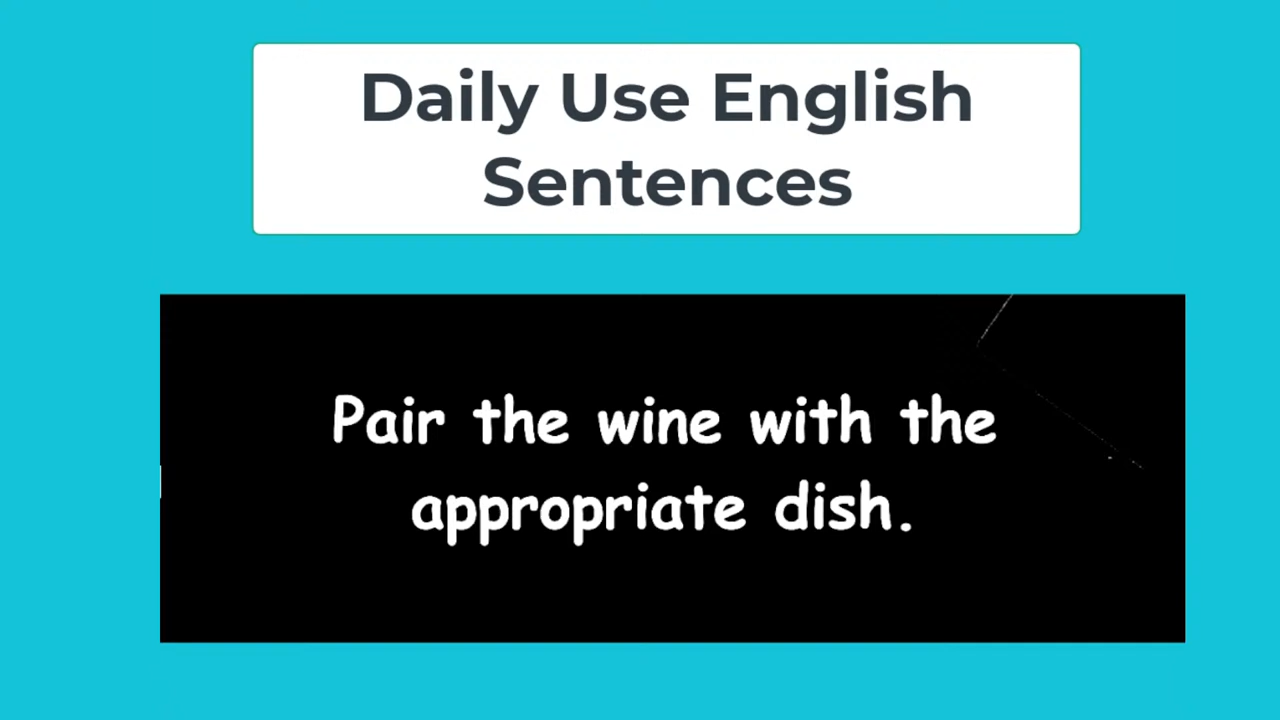 Daily Use English
Sentences
Pair the wine with the
appropriate dish.